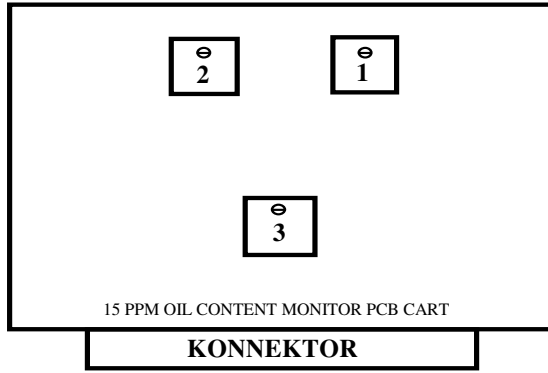 2 1
3
15 PPM OIL CONTENT MONITOR PCB CART
KONNEKTOR